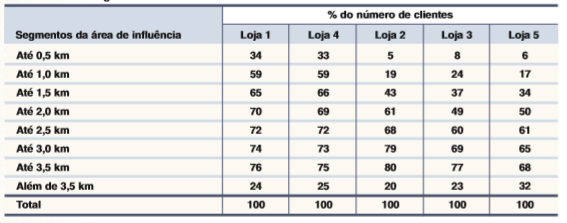 % do número de clientes
Segmentos da área de influência Loja 1 Loja 4 Loja 2 Loja 3 Loja 5
Até 0,5 km 34 33 5 8 6
Até 1,0 km 59 59 19 24 17
Até 1,5 km 65 66 43 37 34
Até 2,0 km 70 69 61 49 50
Até 2,5 km 72 72 68 60 61
Até 3,0 km 74 73 79 69 65
Até 3,5 km 76 75 80 77 68
Além de 3,5 km 24 25 20 23 32
Total 100 100 100 100 100